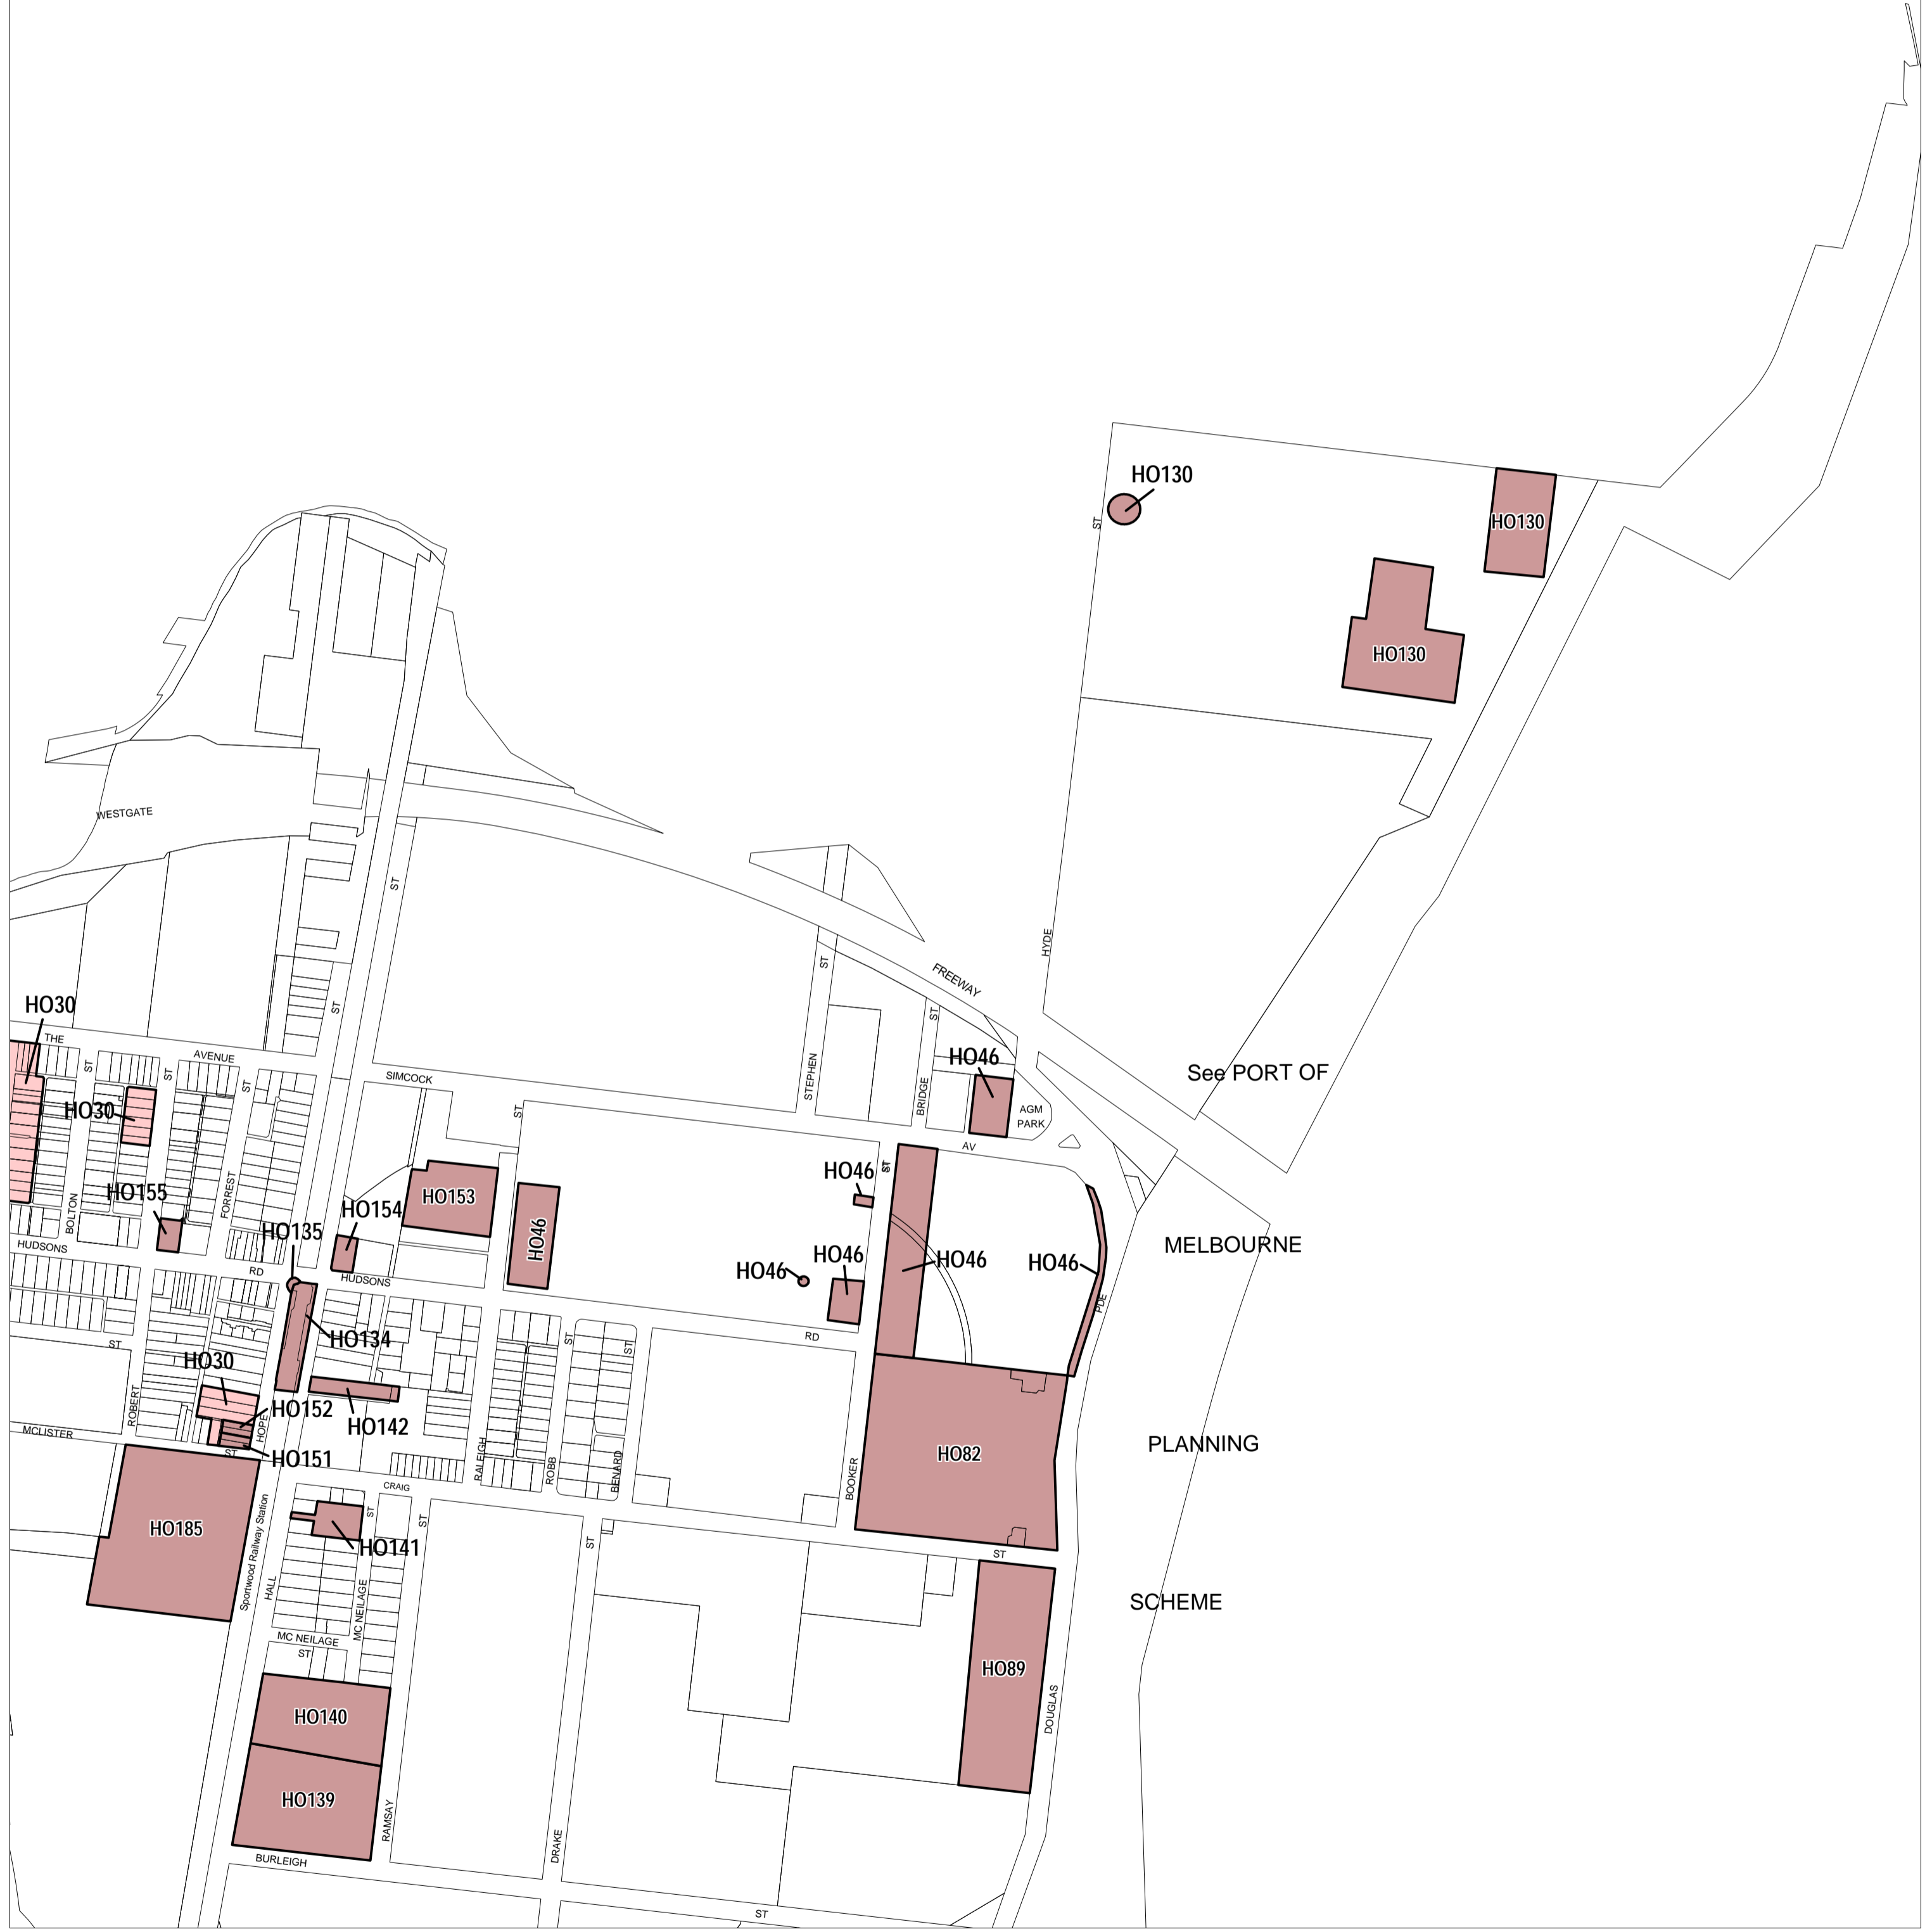 HO130
HO130
ST
HO130
WESTGATE
ST
HYDE
ST
FREEWAY
HO30
ST
ST
THE
AVENUE
HO46
ST
ST
ST
SIMCOCK
STEPHEN
BRIDGE
See PORT OF
HO30
ST
AGM
PARK
AV
HO46
ST
ST
HO155
FORREST
HO153
BOLTON
HO154
HO135
HO46
HO46
HO46
HO46
HO46
MELBOURNE
HUDSONS
RD
HUDSONS
PDE
RD
ST
HO134
ST
ST
HO30
ROBERT
HO152
HOPE
HO142
MCLISTER
ST
HO151
RALEIGH
ROBB
BENARD
BOOKER
HO82
PLANNING
CRAIG
HO185
Sportwood Railway Station
ST
ST
HO141
ST
ST
HALL
MC NEILAGE
SCHEME
MC NEILAGE
ST
HO89
DOUGLAS
HO140
HO139
RAMSAY
DRAKE
BURLEIGH
ST